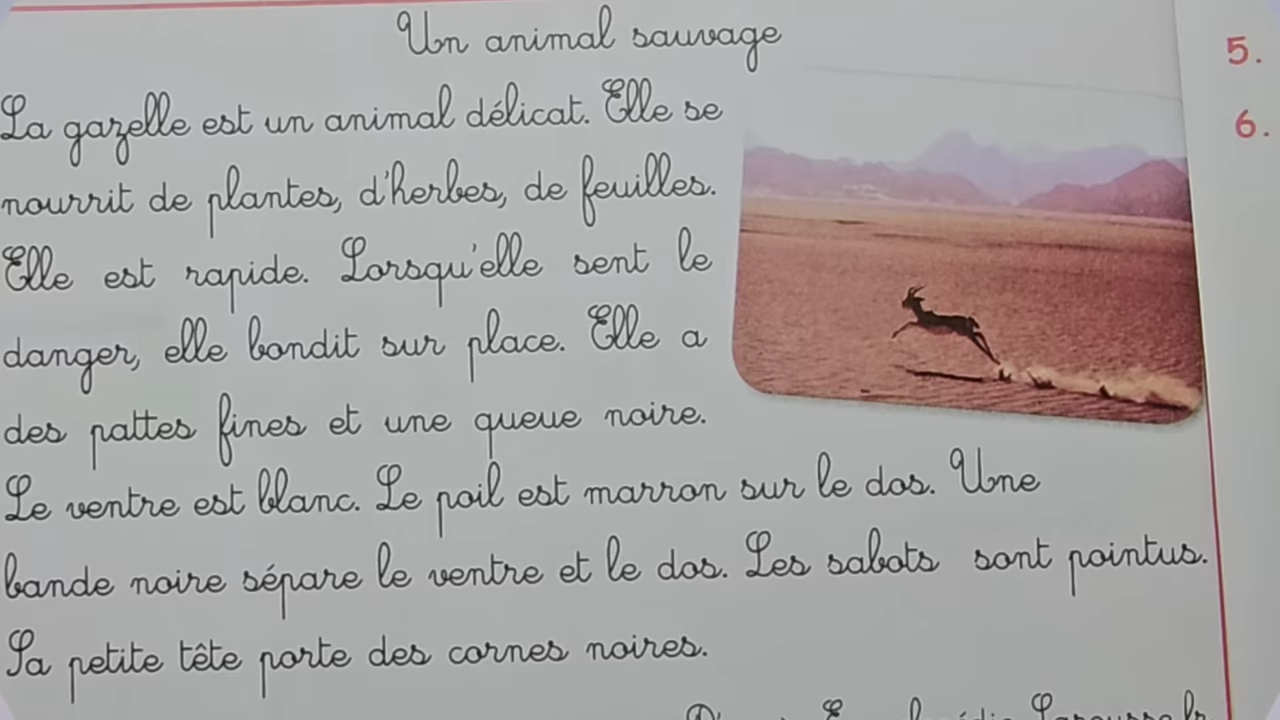 Un animal sauvage
5.
La gazelle est un animal délicat. Elle se
6.
nourrit de plantes, d'herbes, de feuilles.
Elle est rapide. Lorsqu'elle sent le
danger, elle bondit sur place. Elle a
des pattes fines et une queue noire.
Le ventre est blanc. Le poil est marron sur le dos. Une
bande noire sépare le ventre et le dos. Les sabots sont pointus.
Sa petite tête porte des cornes noires.